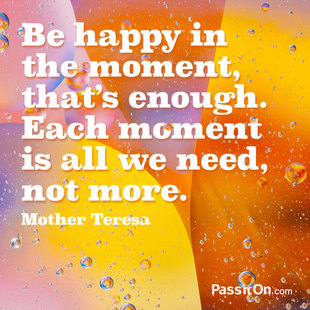 Be happy in
the moment,
that's enough.
Each moment
is all we need,
not more.
Mother Teresa
PassItOn.com